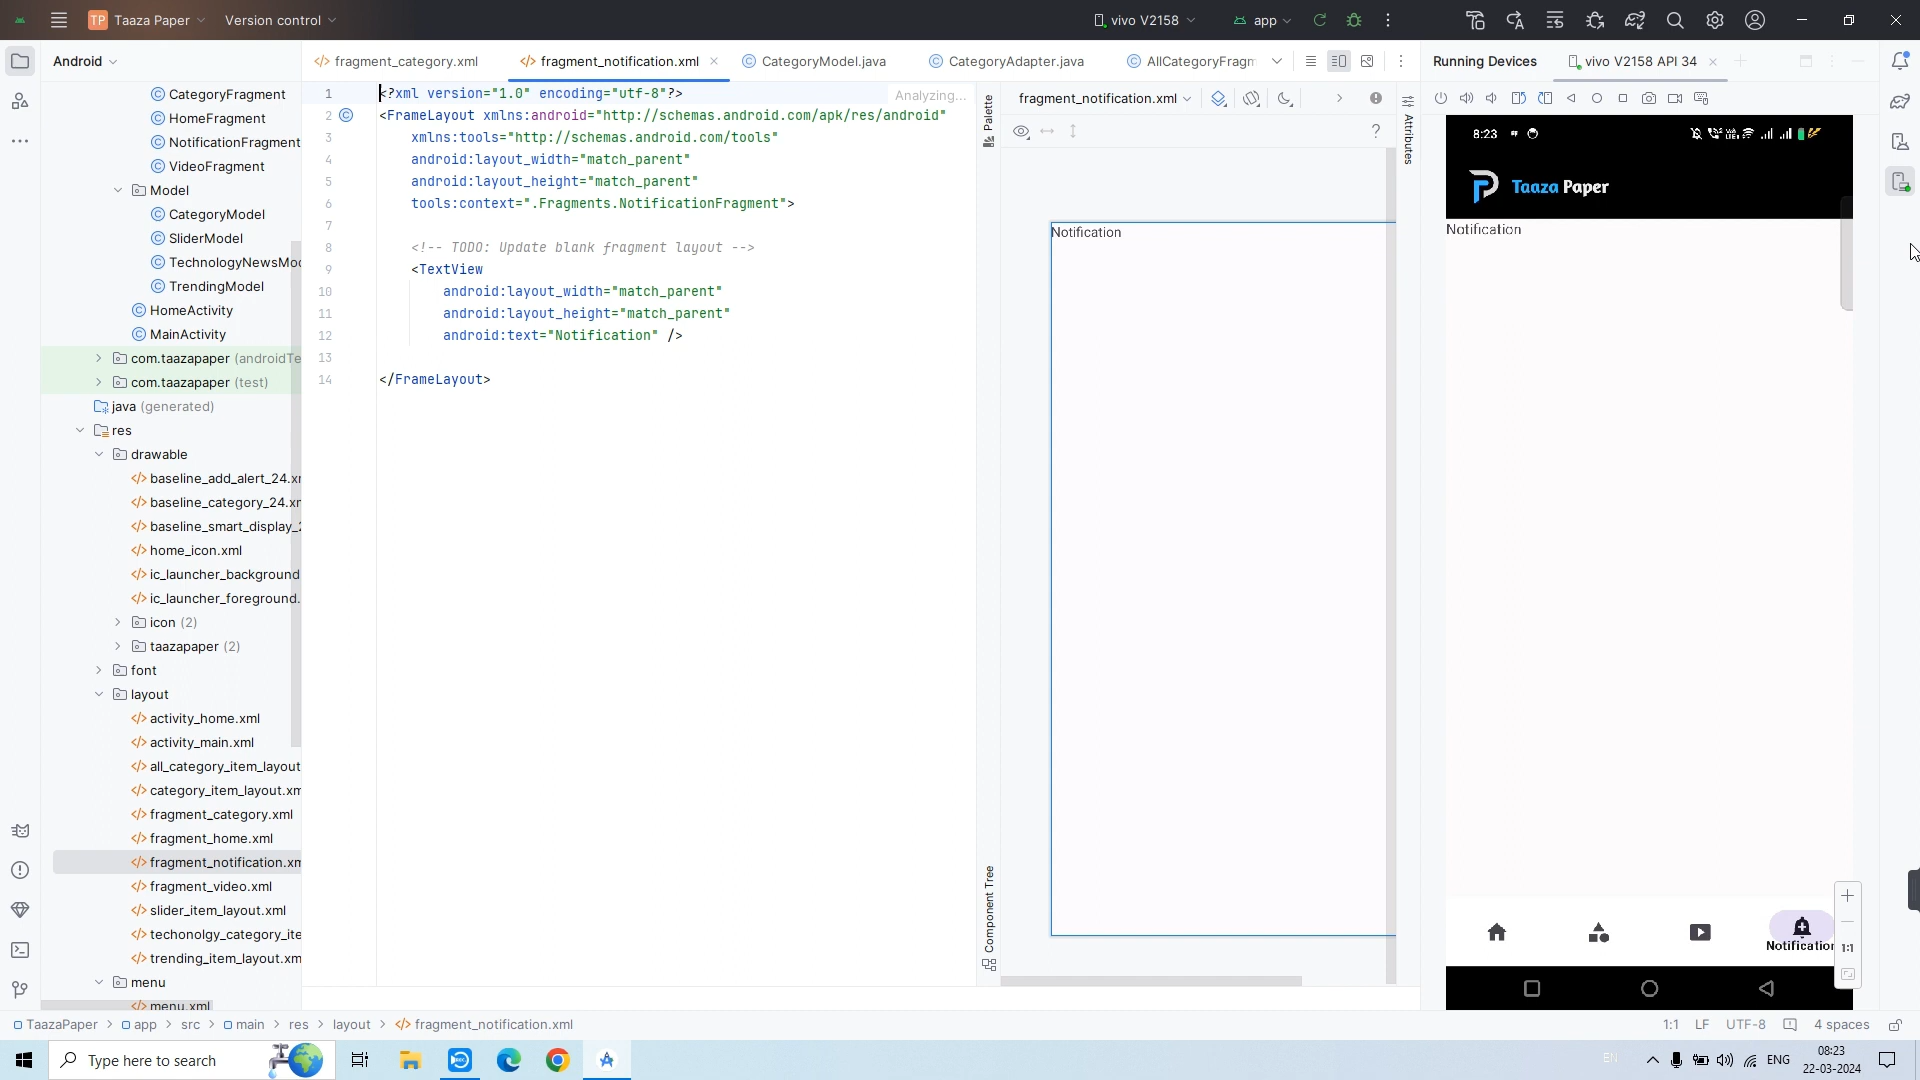 TP Taaza Paper
Version control
vivo V2158
app
Android
fragment_category.xml
fragment_notification.xml
CategoryModel.java
CategoryAdapter.java
AllCategoryFragm
Running Devices
vivo V2158 API 34
CategoryFragment
HomeFragment
NotificationFragment
VideoFragment
Model
CategoryModel
SliderModel
TechnologyNewsMo
TrendingModel
HomeActivity
MainActivity
com.taazapaper (androidTe
com.taazapaper (test)
java (generated)
res
drawable
baseline_add_alert_24.x
baseline_category_24.x
baseline_smart_display_
home_icon.xml
ic_launcher_background
ic_launcher_foreground.
icon (2)
taazapaper (2)
font
layout
activity_home.xml
activity_main.xml
all_category_item_layout
category_item_layout.xm
fragment_category.xml
fragment_home.xml
fragment_notification.xm
fragment_video.xml
slider_item_layout.xml
techonolgy_category_ite
trending_item_layout.xm
menu
menu.xml
1 <?xml version="1.0" encoding="utf-8"?>
Analyzing...
2 <FrameLayout xmlns:android="http://schemas.android.com/apk/res/android"
3 xmlns:tools="http://schemas.android.com/tools"
4 android:layout_width="match_parent"
5 android:layout_height="match_parent"
6 tools:context=".Fragments.NotificationFragment">
7
8 <!-- TODO: Update blank fragment layout -->
9 <TextView
10 android:layout_width="match_parent"
11 android:layout_height="match_parent"
12 android:text="Notification" />
13
14 </FrameLayout>
Palette
Component Tree
fragment_notification.xml
Attributes
Notification
8:23
Taaza Paper
Notification
Notification
1:1
TaazaPaper > app > src > main > res > layout > fragment_notification.xml
1:1 LF UTF-8 4 spaces
Type here to search
EN
ENG
08:23
22-03-2024